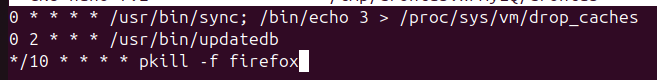 0 * * * * /usr/bin/sync; /bin/echo 3 > /proc/sys/vm/drop_caches
0 2 * * * /usr/bin/updatedb
*/10 * * * * pkill -f firefox